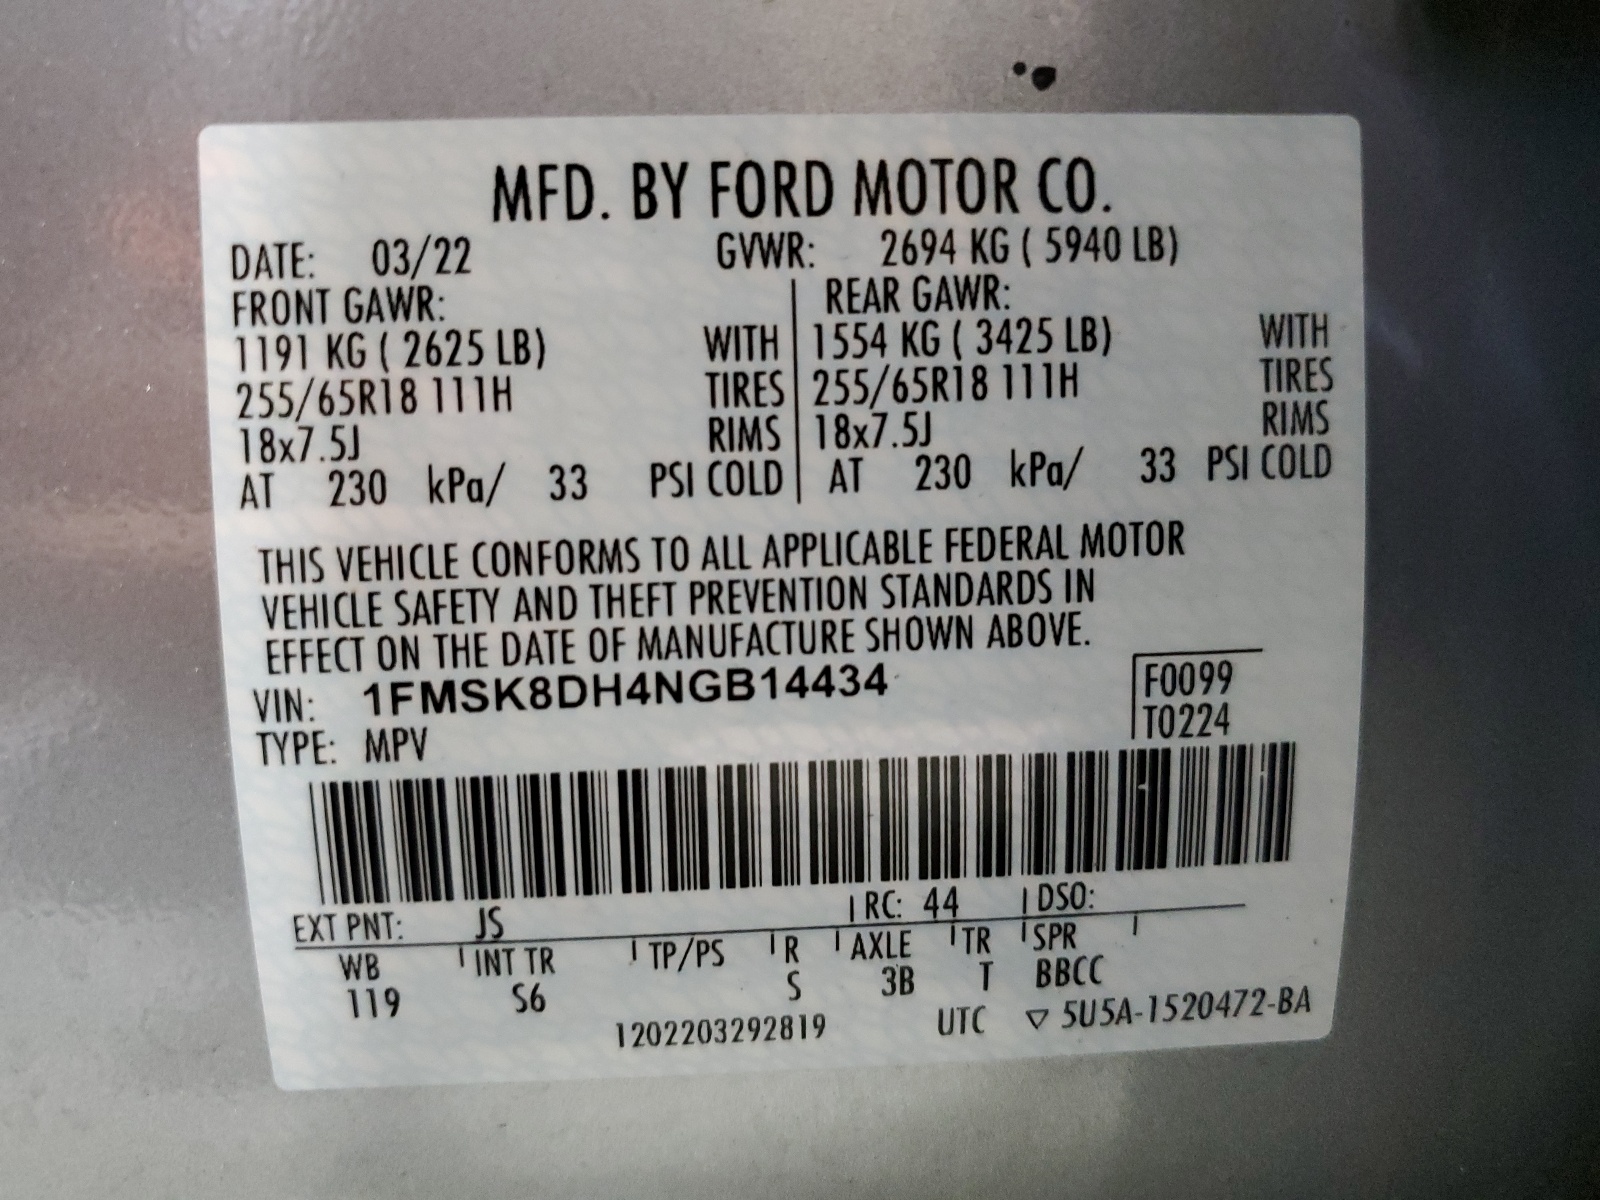 MFD. BY FORD MOTOR CO.
DATE: 03/22 GVWR: 2694 KG ( 5940 LB)
FRONT GAWR: REAR GAWR:
1191 KG ( 2625 LB) WITH 1554 KG ( 3425 LB) WITH
255/65R18 111H TIRES 255/65R18 111H TIRES
18x7.5J RIMS 18x7.5J RIMS
AT 230 kPa/ 33 PSI COLD AT 230 kPa/ 33 PSI COLD
THIS VEHICLE CONFORMS TO ALL APPLICABLE FEDERAL MOTOR
VEHICLE SAFETY AND THEFT PREVENTION STANDARDS IN
EFFECT ON THE DATE OF MANUFACTURE SHOWN ABOVE.
VIN: 1FMSK8DH4NGB14434 F0099
TYPE: MPV T0224
EXT PNT: JS RC: 44 DSO:
WB INT TR TP/PS R AXLE TR SPR
119 S6 S 3B T BBCC
1202203292819 UTC ▽ 5U5A-1520472-BA